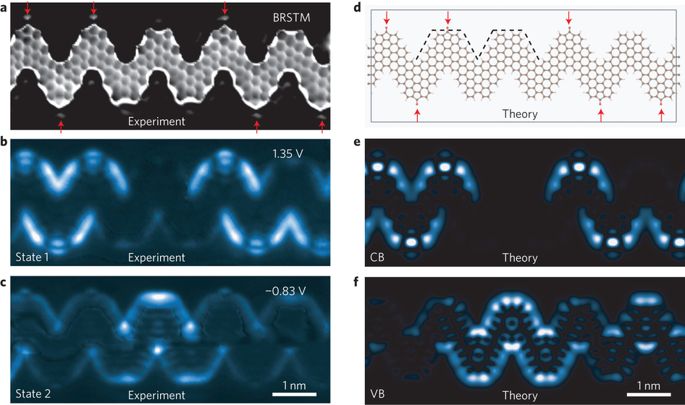 a
BRSTM
Experiment
b
1.35 V
State 1
Experiment
c
−0.83 V
State 2
Experiment
1 nm
d
Theory
e
CB
Theory
f
VB
Theory
1 nm